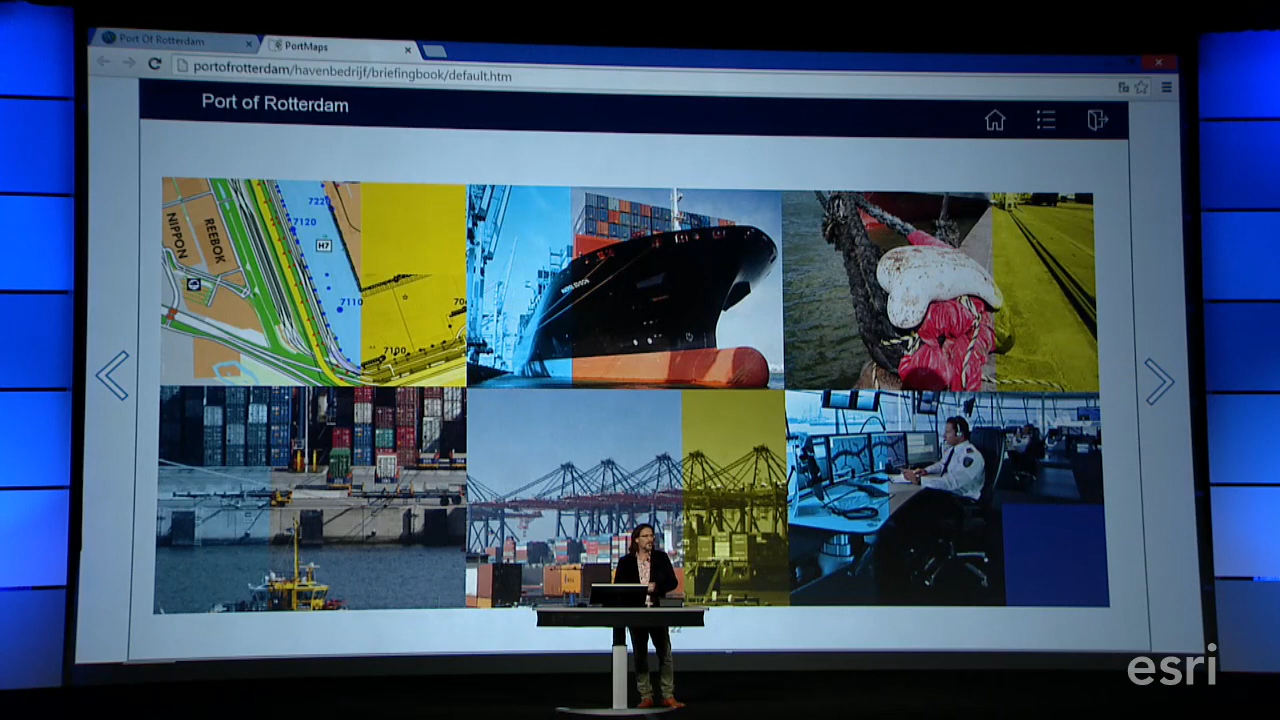 Port Of Rotterdam
PortMaps
portofrotterdam/havenbedrijf/briefingbook/default.htm
Port of Rotterdam
NIPPON
REEBOK
7220
7120
H7
7110
7100
esri